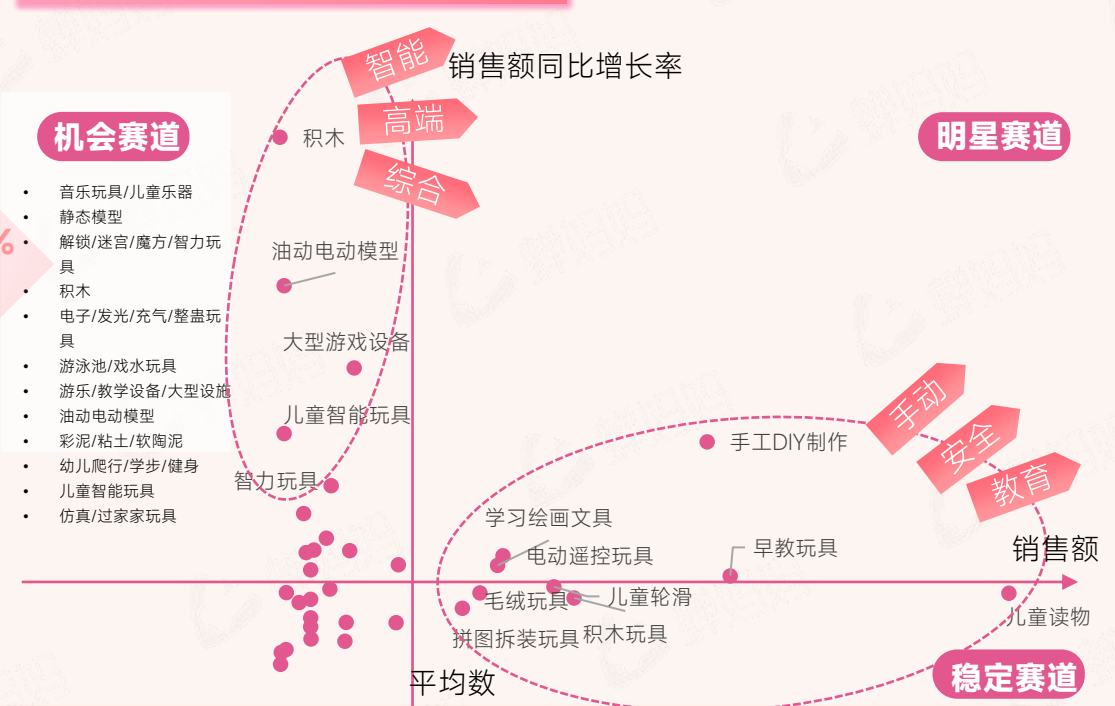 智能
销售额同比增长率
高端
综合
机会赛道
明星赛道
积木
音乐玩具/儿童乐器
静态模型
解锁/迷宫/魔方/智力玩
具
积木
电子/发光/充气/整蛊玩
具
游泳池/戏水玩具
游乐/教学设备/大型设施
油动电动模型
彩泥/粘土/软陶泥
幼儿爬行/学步/健身
儿童智能玩具
仿真/过家家玩具
%
油动电动模型
大型游戏设备
儿童智能玩具
智力玩具
手动
安全
教育
手工DIY制作
学习绘画文具
电动遥控玩具
早教玩具
销售额
毛绒玩具
儿童轮滑
儿童读物
拼图拆装玩具
积木玩具
平均数
稳定赛道